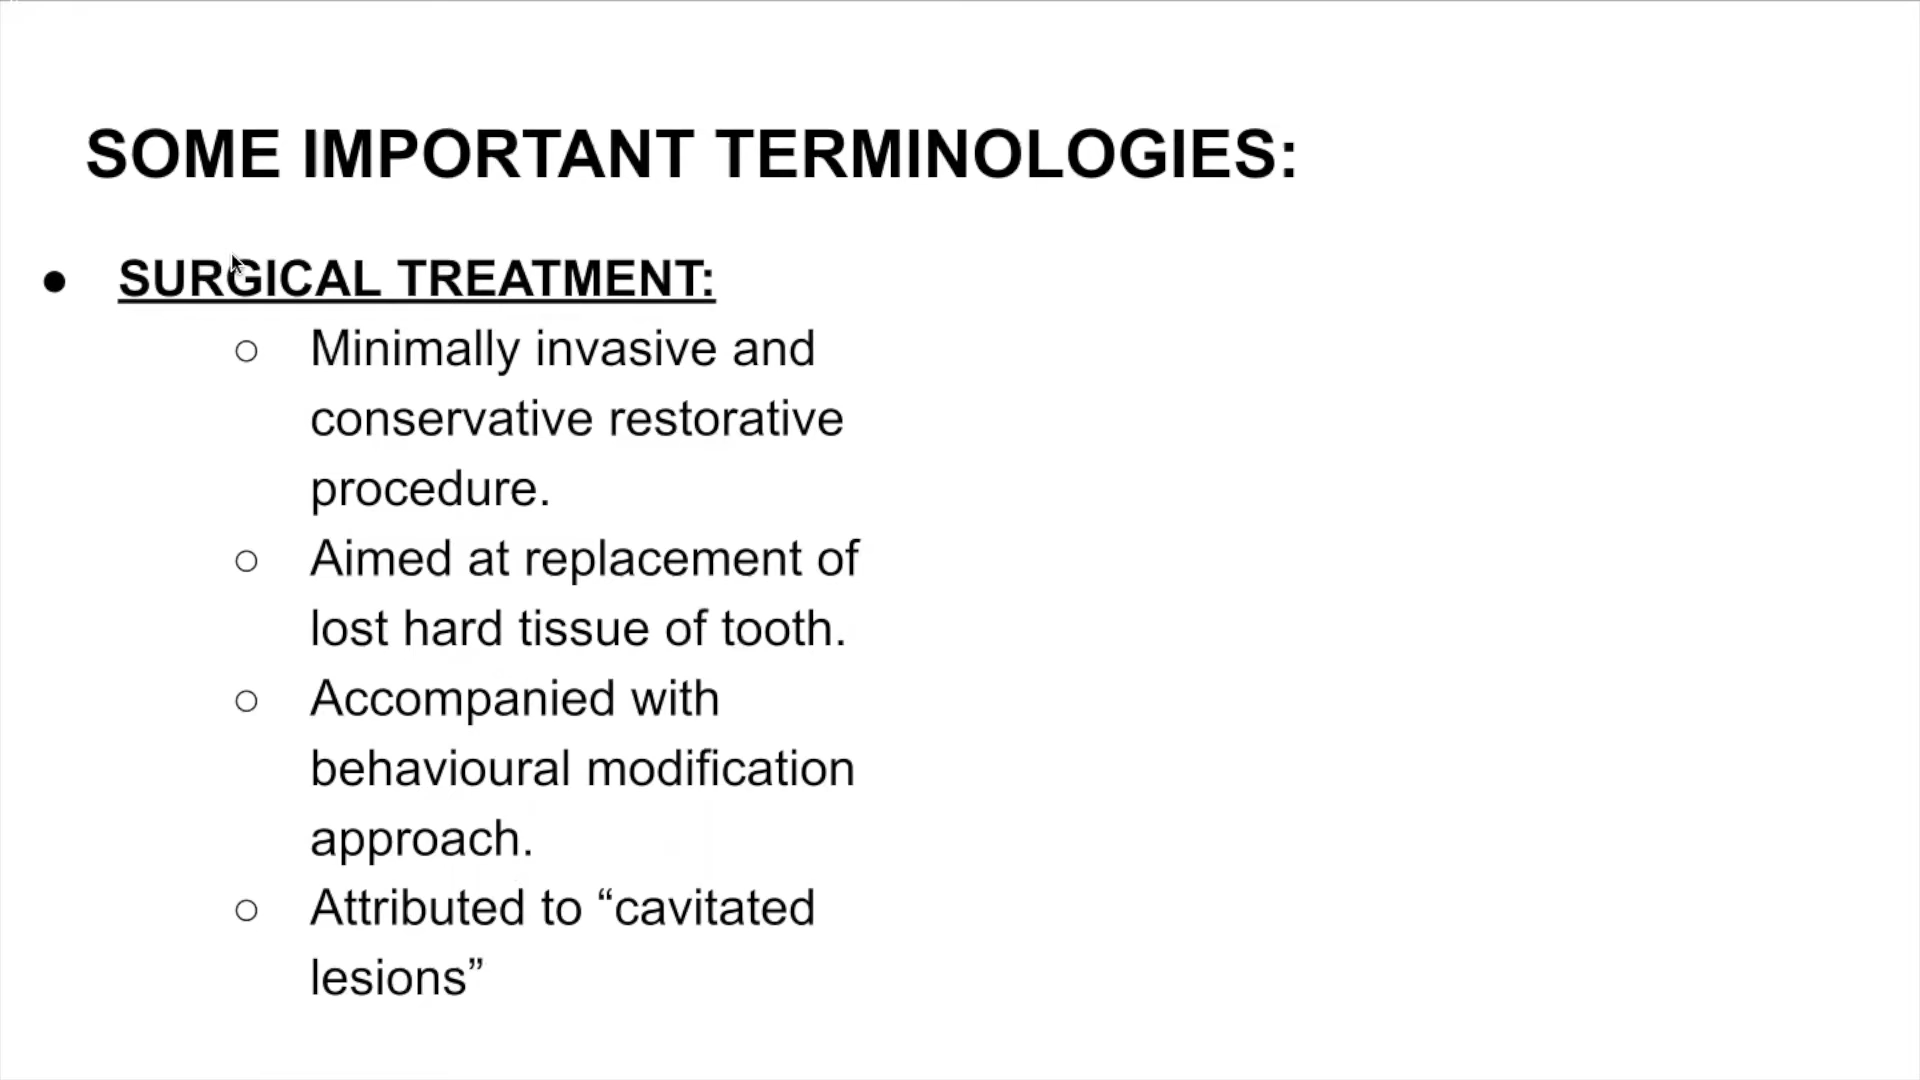 SOME IMPORTANT TERMINOLOGIES:
● SURGICAL TREATMENT:
○ Minimally invasive and
conservative restorative
procedure.
○ Aimed at replacement of
lost hard tissue of tooth.
○ Accompanied with
behavioural modification
approach.
○ Attributed to “cavitated
lesions”